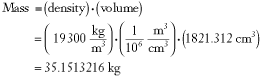 Mass = (density)·(volume)
= (19300 kg/m³)·(1/10⁶ m³/cm³)·(1821.312 cm³)
= 35.1513216 kg